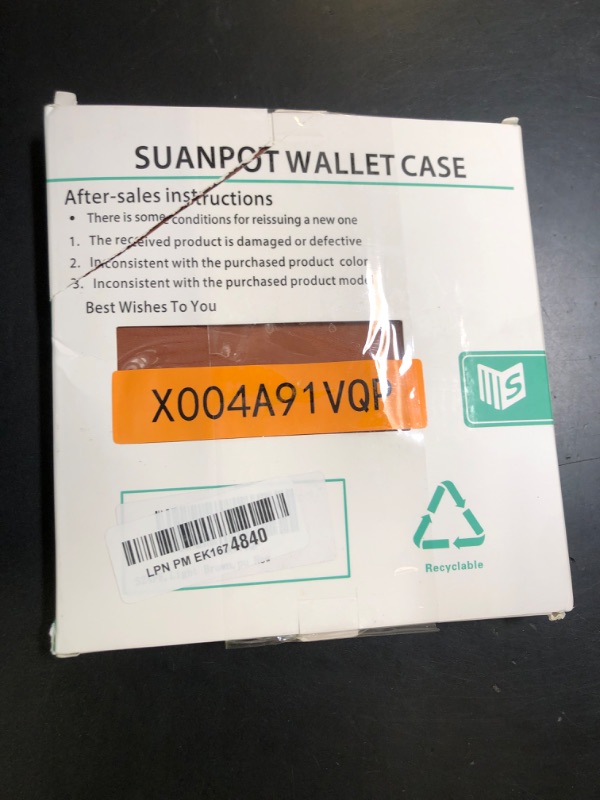 SUANPOT WALLET CASE
After-sales instructions
• There is some conditions for reissuing a new one
1. The received product is damaged or defective
2. Inconsistent with the purchased product color
3. Inconsistent with the purchased product model
Best Wishes To You
X004A91VQP
S
LPN PM EK1674840
Recyclable